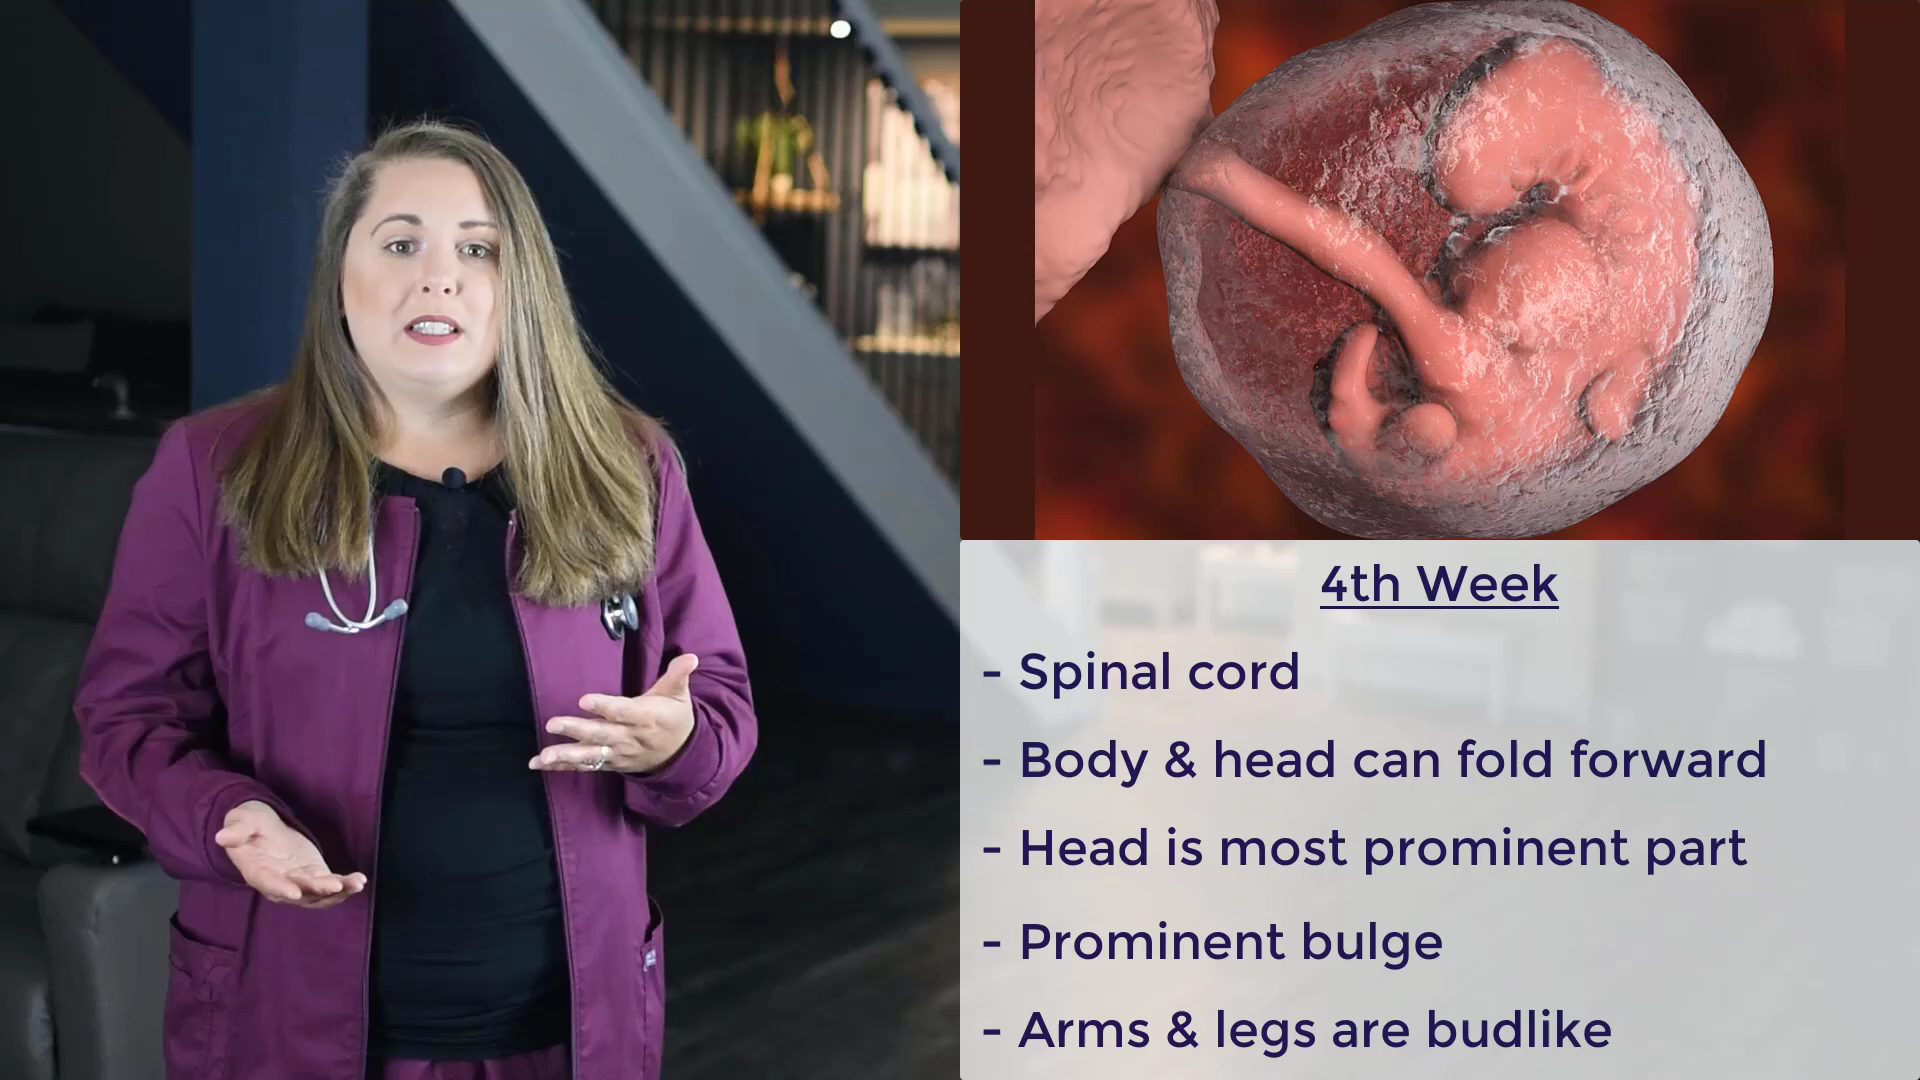 4th Week
- Spinal cord
- Body & head can fold forward
- Head is most prominent part
- Prominent bulge
- Arms & legs are budlike